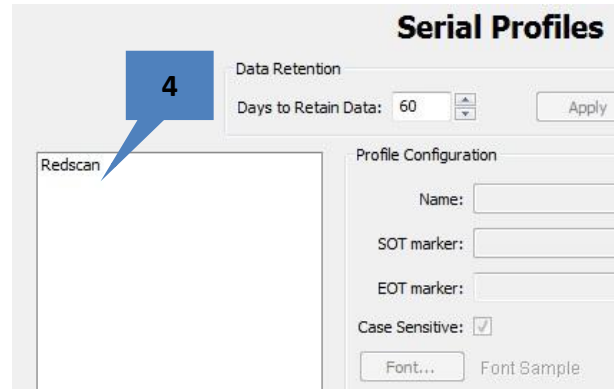 Serial Profiles
4
Data Retention
Days to Retain Data: 60 Apply
Redscan
Profile Configuration
Name:
SOT marker:
EOT marker:
Case Sensitive:
Font... Font Sample